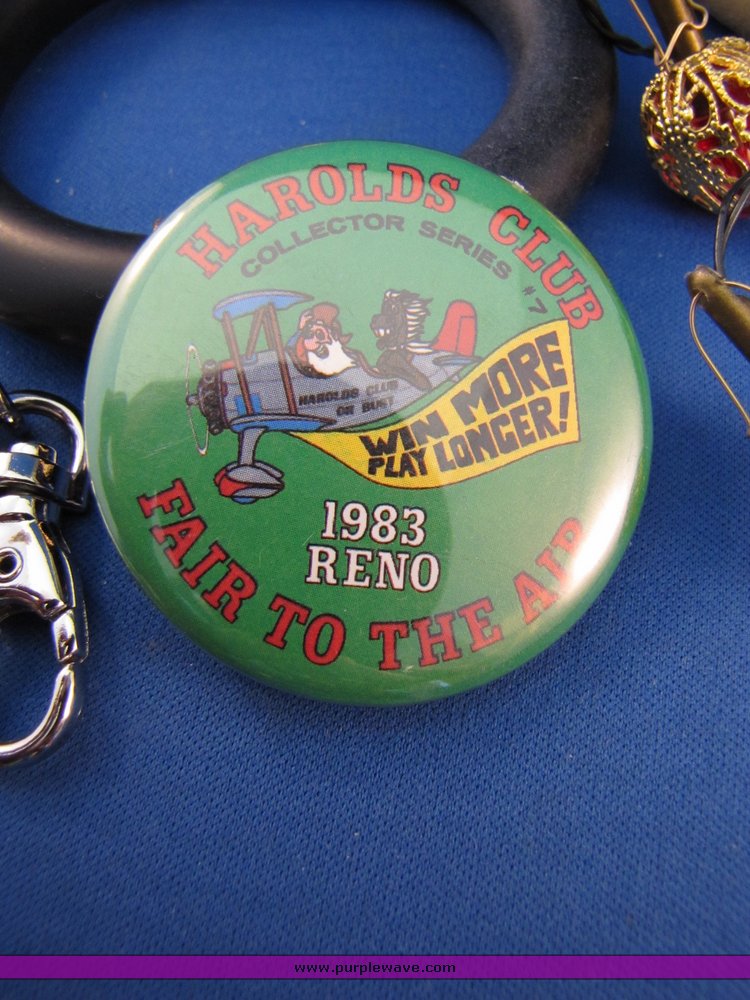 HAROLDS CLUB
COLLECTOR SERIES #7
HAROLDS CLUB
OR BUST
WIN MORE
PLAY LONGER!
1983
RENO
FAIR TO THE AIR
www.purplewave.com